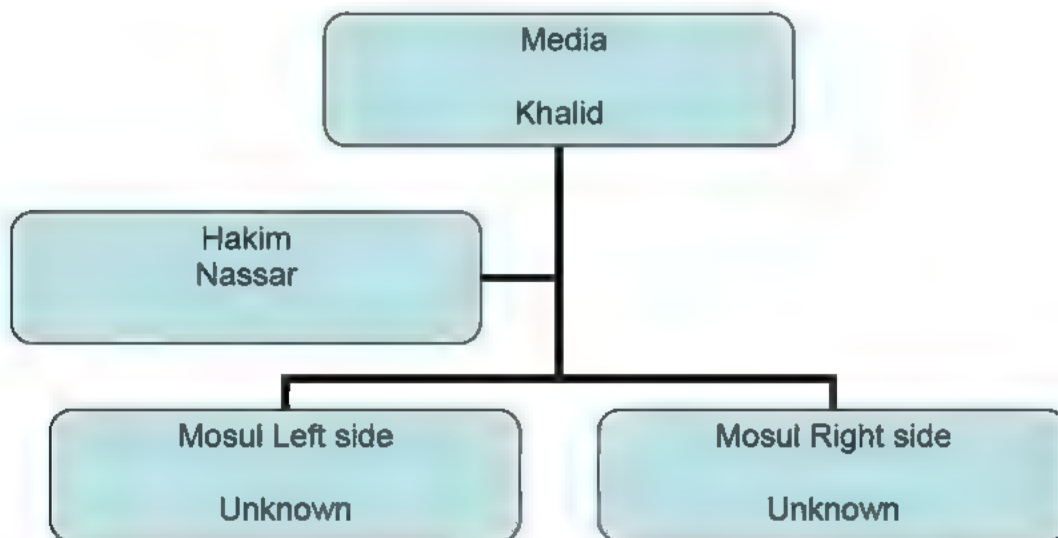 Media
Khalid
Hakim
Nassar
Mosul Left side
Unknown
Mosul Right side
Unknown